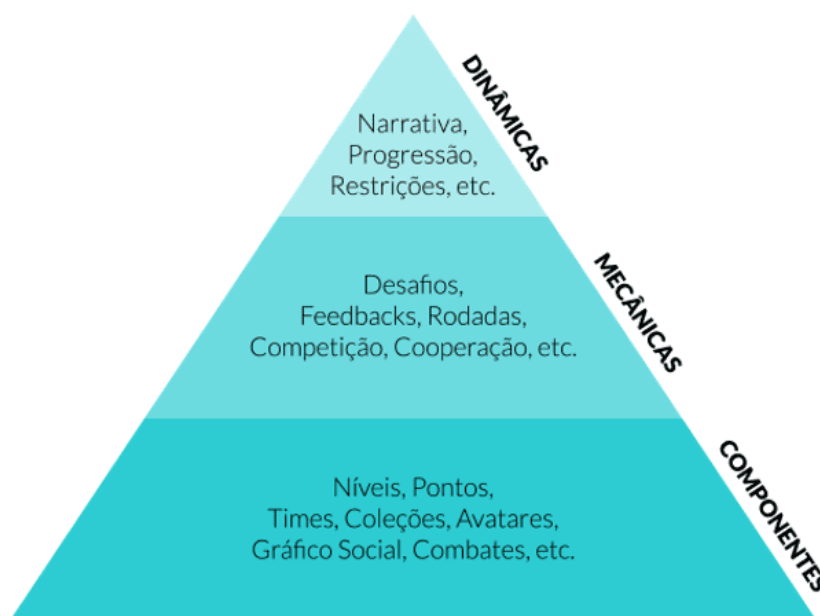 DINÂMICAS
Narrativa,
Progressão,
Restrições, etc.
MECÂNICAS
Desafios,
Feedbacks, Rodadas,
Competição, Cooperação, etc.
COMPONENTES
Níveis, Pontos,
Times, Coleções, Avatares,
Gráfico Social, Combates, etc.